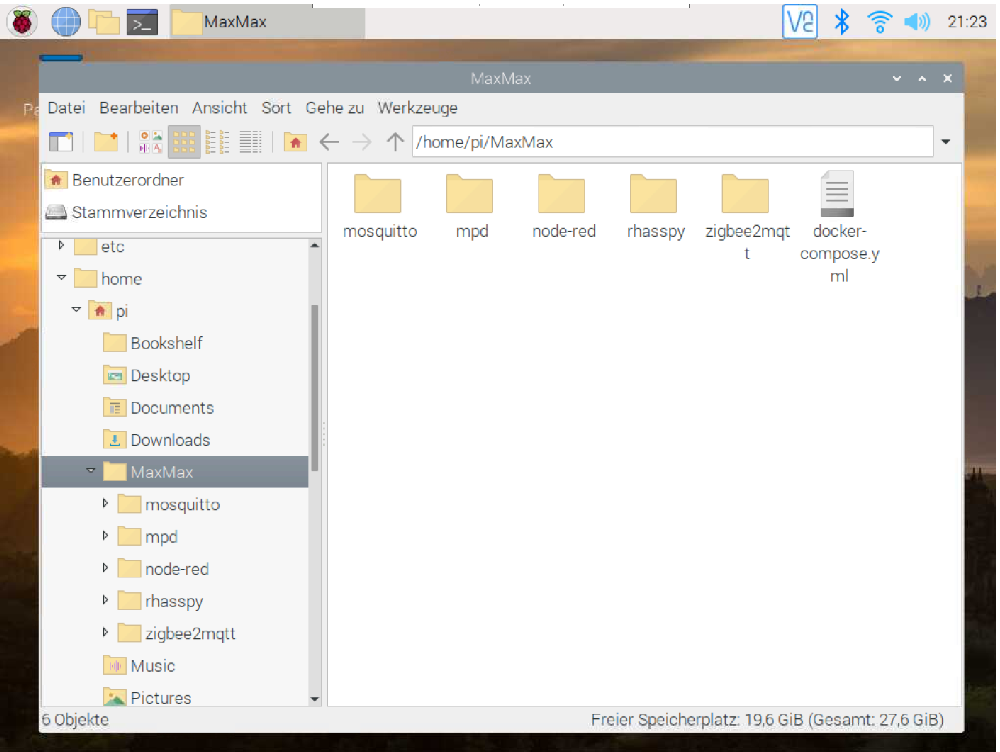 MaxMax
21:23
MaxMax
Datei Bearbeiten Ansicht Sort Gehe zu Werkzeuge
/home/pi/MaxMax
Benutzerordner
Stammverzeichnis
etc
home
pi
Bookshelf
Desktop
Documents
Downloads
MaxMax
mosquitto
mpd
node-red
rhasspy
zigbee2mqtt
Music
Pictures
mosquitto mpd node-red rhasspy zigbee2mqt docker-
t compose.y
ml
6 Objekte
Freier Speicherplatz: 19,6 GiB (Gesamt: 27,6 GiB)